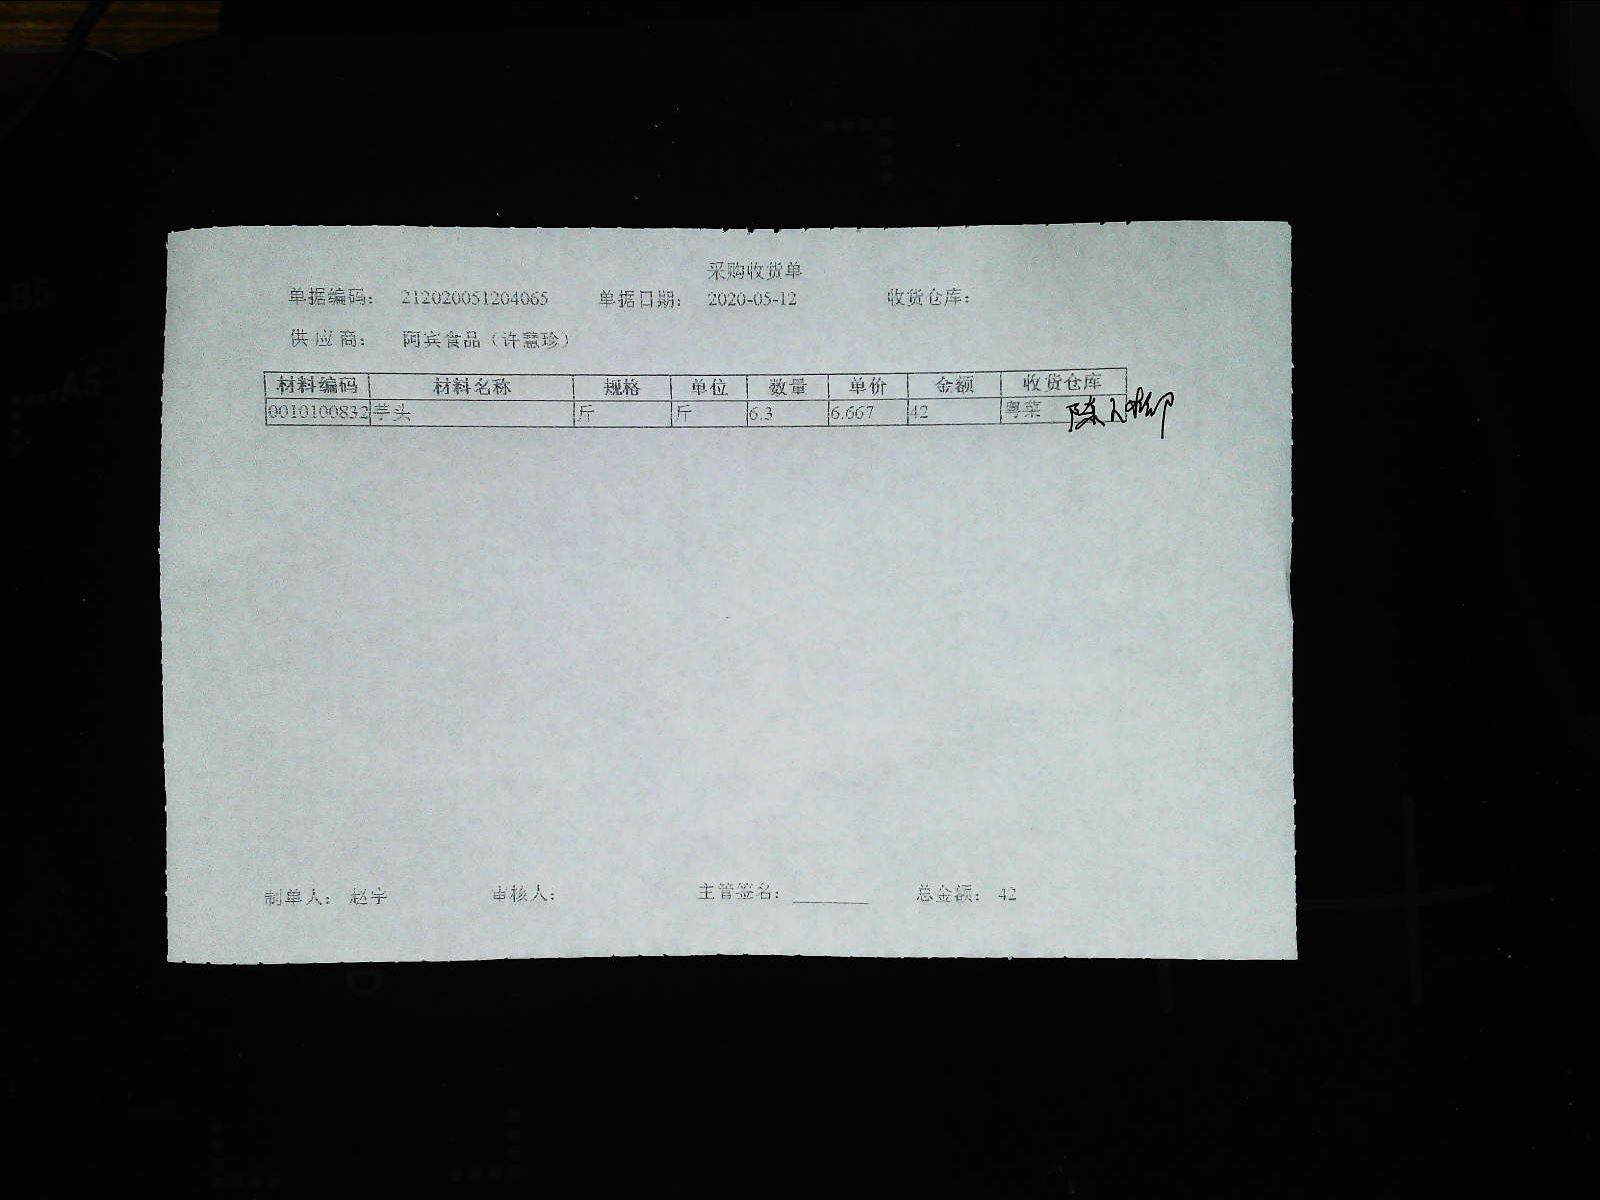 采购收货单
单据编码： 212020051204065 单据日期： 2020-05-12 收货仓库：
供应商： 阿宾食品（许慧珍）
材料编码 材料名称 规格 单位 数量 单价 金额 收货仓库
0010100832 芋头 斤 斤 6.3 6.667 42 粤菜
制单人： 赵宇 审核人： 主管签名： 总金额： 42